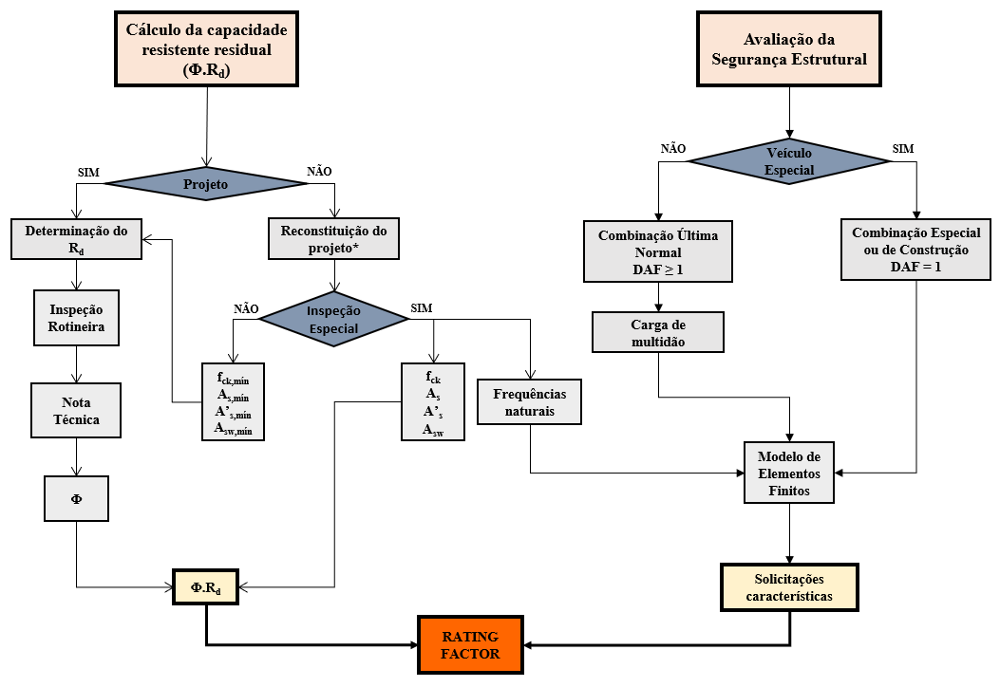 Cálculo da capacidade
resistente residual
(Φ.Rd)
Avaliação da
Segurança Estrutural
Projeto
SIM
NÃO
Veículo
Especial
NÃO
SIM
Determinação do
Rd
Reconstituição do
projeto*
Combinação Última
Normal
DAF ≥ 1
Combinação Especial
ou de Construção
DAF = 1
Inspeção
Rotineira
Inspeção
Especial
NÃO
SIM
Carga de
multidão
Nota
Técnica
fck,mín
As,mín
A’s,mín
Asw,mín
fck
As
A’s
Asw
Frequências
naturais
Φ
Modelo de
Elementos
Finitos
Φ.Rd
Solicitações
características
RATING
FACTOR